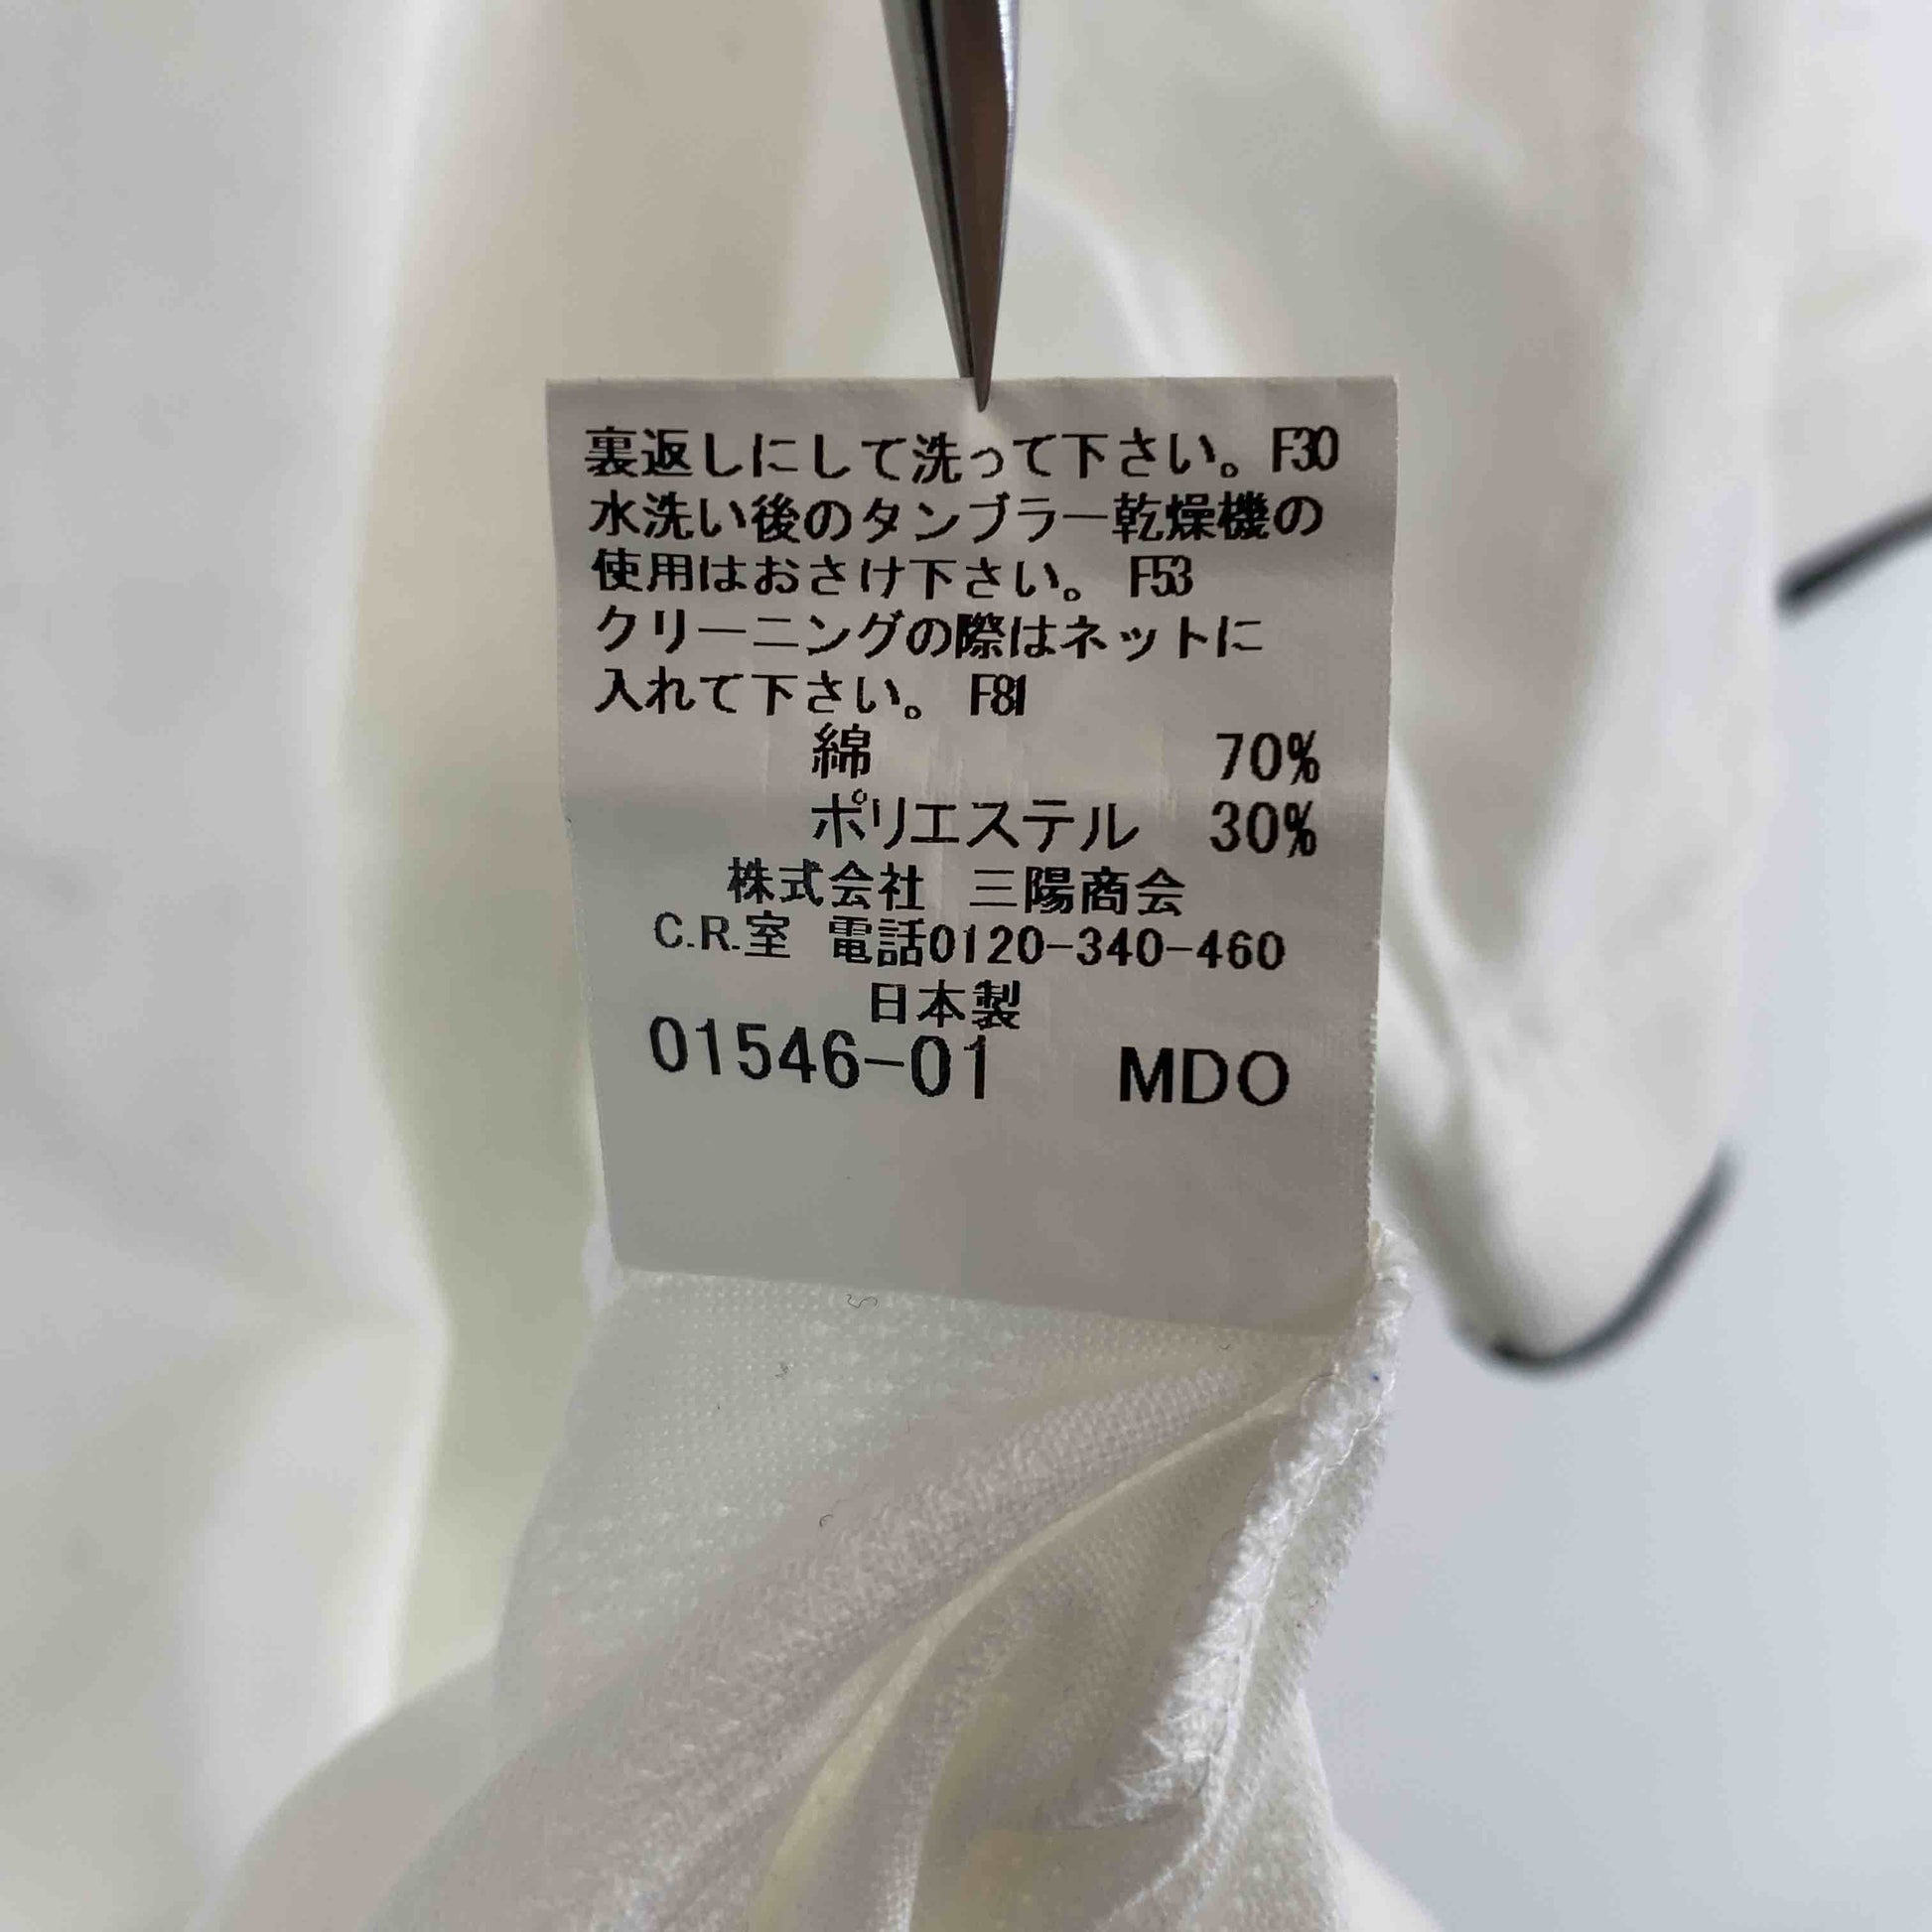 裏返しにして洗って下さい。F30
水洗い後のタンブラー乾燥機の
使用はおさけ下さい。 F53
クリーニングの際はネットに
入れて下さい。 F81
綿 70%
ポリエステル 30%
株式会社 三陽商会
C.R.室 電話0120-340-460
日本製
01546-01 MDO